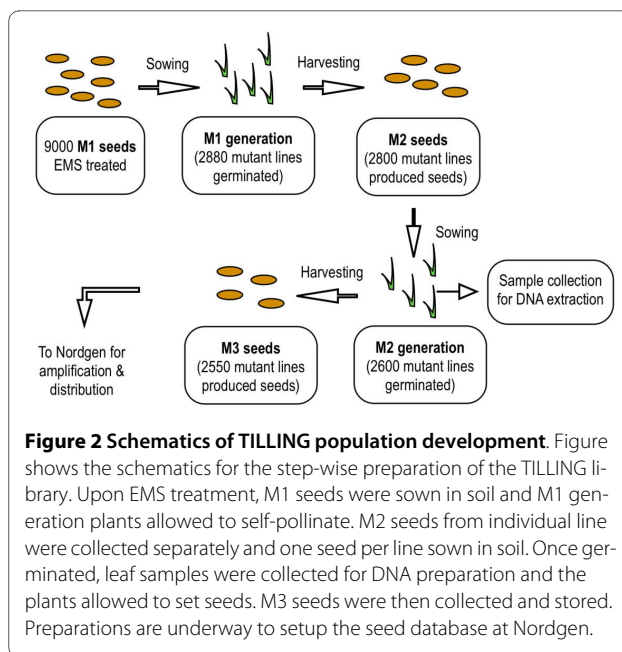 Sowing
Harvesting
9000 M1 seeds
EMS treated
M1 generation
(2880 mutant lines
germinated)
M2 seeds
(2800 mutant lines
produced seeds)
Sowing
Harvesting
Sample collection
for DNA extraction
To Nordgen for
amplification &
distribution
M3 seeds
(2550 mutant lines
produced seeds)
M2 generation
(2600 mutant lines
germinated)
Figure 2 Schematics of TILLING population development. Figure
shows the schematics for the step-wise preparation of the TILLING li-
brary. Upon EMS treatment, M1 seeds were sown in soil and M1 gen-
eration plants allowed to self-pollinate. M2 seeds from individual line
were collected separately and one seed per line sown in soil. Once ger-
minated, leaf samples were collected for DNA preparation and the
plants allowed to set seeds. M3 seeds were then collected and stored.
Preparations are underway to setup the seed database at Nordgen.